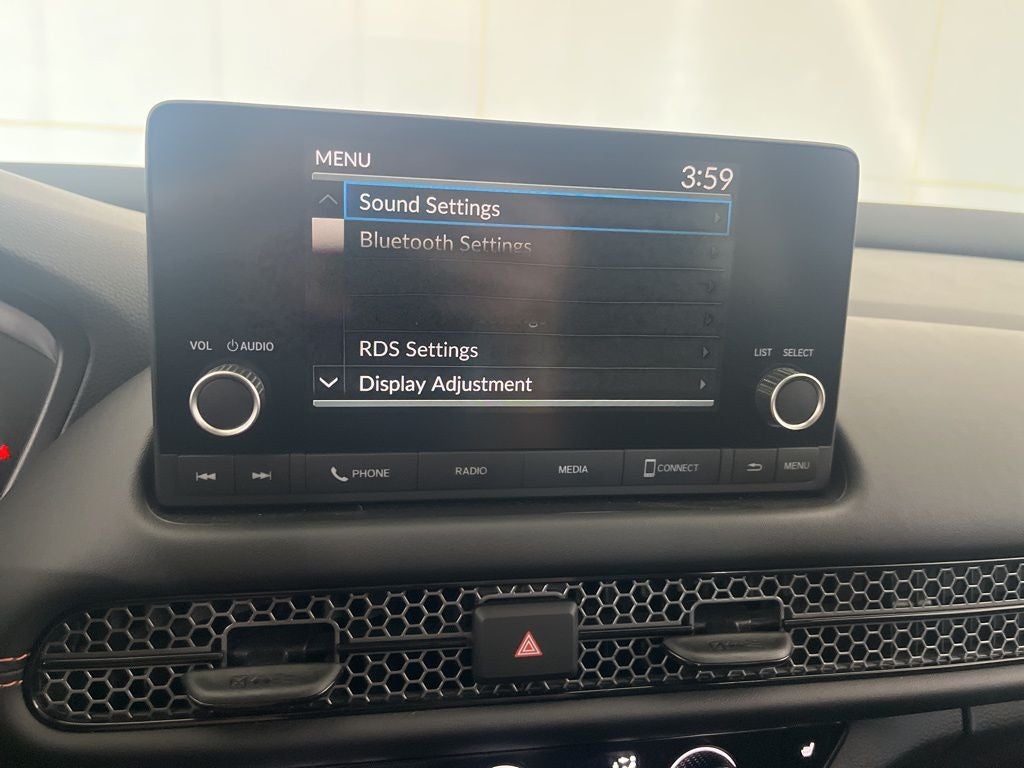 MENU
3:59
Sound Settings
Bluetooth Settings
RDS Settings
Display Adjustment
VOL AUDIO
LIST SELECT
PHONE
RADIO
MEDIA
CONNECT
MENU